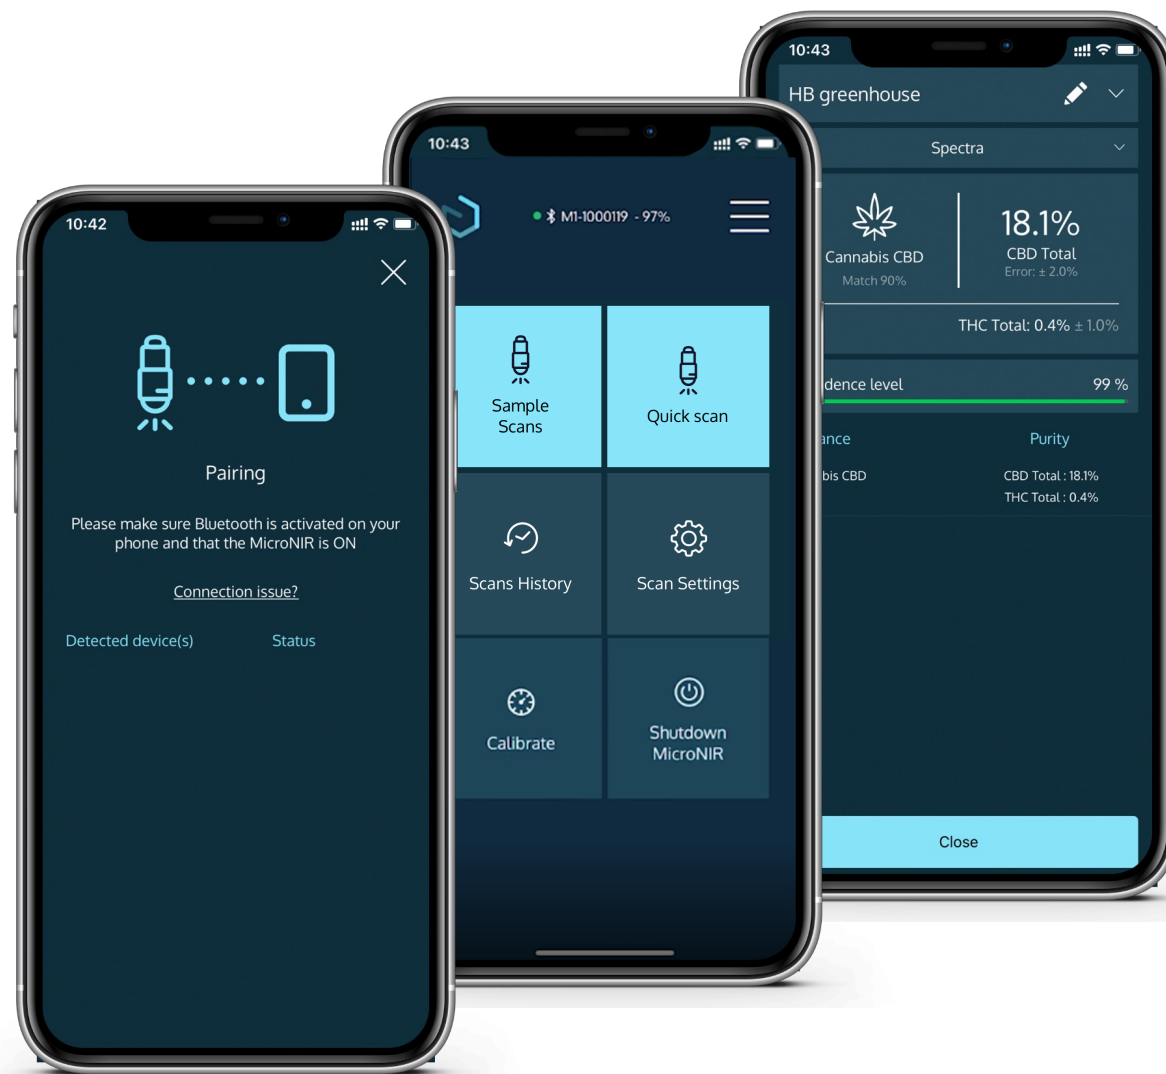 10:42
Pairing
Please make sure Bluetooth is activated on your
phone and that the MicroNIR is ON
Connection issue?
Detected device(s) Status
10:43
M1-1000119 - 97%
Sample
Scans
Quick scan
Scans History
Scan Settings
Calibrate
Shutdown
MicroNIR
10:43
HB greenhouse
Spectra
Cannabis CBD
Match 90%
18.1%
CBD Total
Error: ± 2.0%
THC Total: 0.4% ± 1.0%
dence level 99 %
ance Purity
bis CBD CBD Total : 18.1%
THC Total : 0.4%
Close